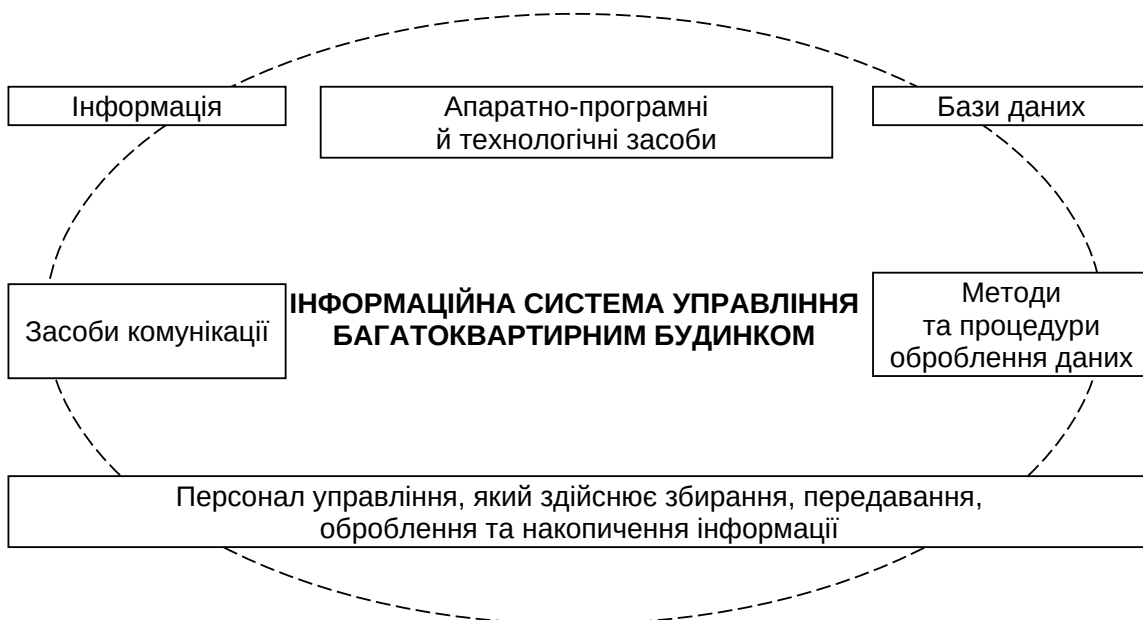 Інформація
Апаратно-програмні
й технологічні засоби
Бази даних
Засоби комунікації
ІНФОРМАЦІЙНА СИСТЕМА УПРАВЛІННЯ
БАГАТОКВАРТИРНИМ БУДИНКОМ
Методи
та процедури
оброблення даних
Персонал управління, який здійснює збирання, передавання,
оброблення та накопичення інформації